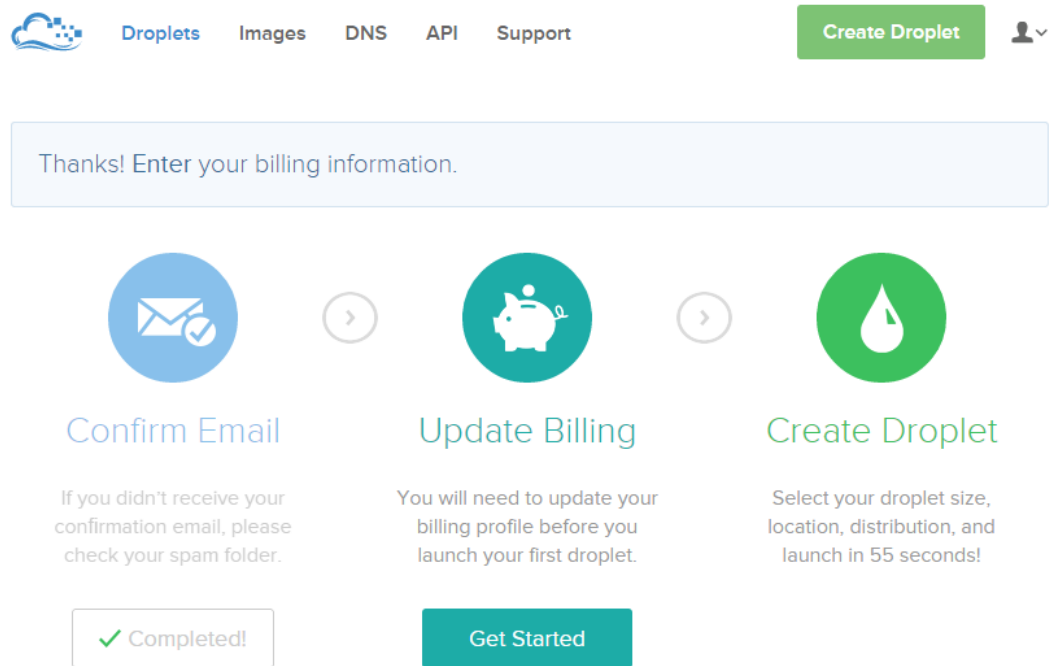 Droplets Images DNS API Support Create Droplet
Thanks! Enter your billing information.
Confirm Email
If you didn't receive your
confirmation email, please
check your spam folder.
Completed!
Update Billing
You will need to update your
billing profile before you
launch your first droplet.
Get Started
Create Droplet
Select your droplet size,
location, distribution, and
launch in 55 seconds!